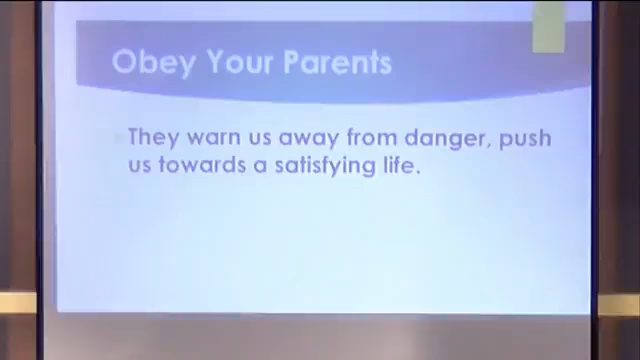 Obey Your Parents
They warn us away from danger, push
us towards a satisfying life.